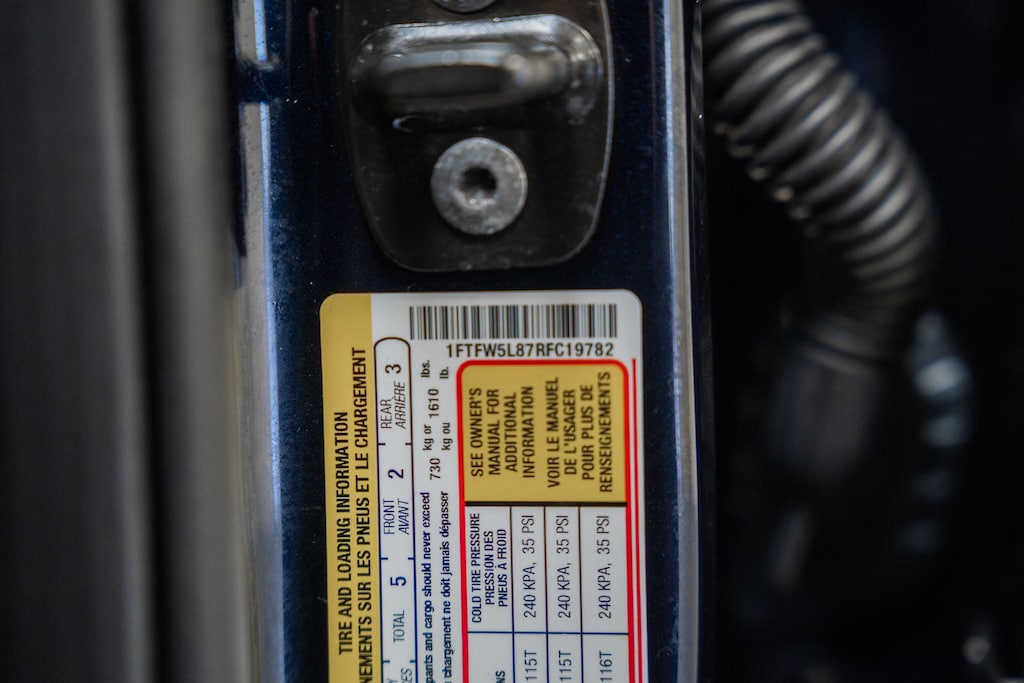 1FTFW5L87RFC19782
TIRE AND LOADING INFORMATION
NEMENTS SUR LES PNEUS ET LE CHARGEMENT
TOTAL 5 FRONT AVANT 2 REAR ARRIÈRE 3
pants and cargo should never exceed 730 kg or 1610 lbs.
chargement ne doit jamais dépasser kg ou lb.
COLD TIRE PRESSURE
PRESSION DES
PNEUS À FROID
115T 240 KPA, 35 PSI
115T 240 KPA, 35 PSI
116T 240 KPA, 35 PSI
SEE OWNER'S
MANUAL FOR
ADDITIONAL
INFORMATION
VOIR LE MANUEL
DE L'USAGER
POUR PLUS DE
RENSEIGNEMENTS